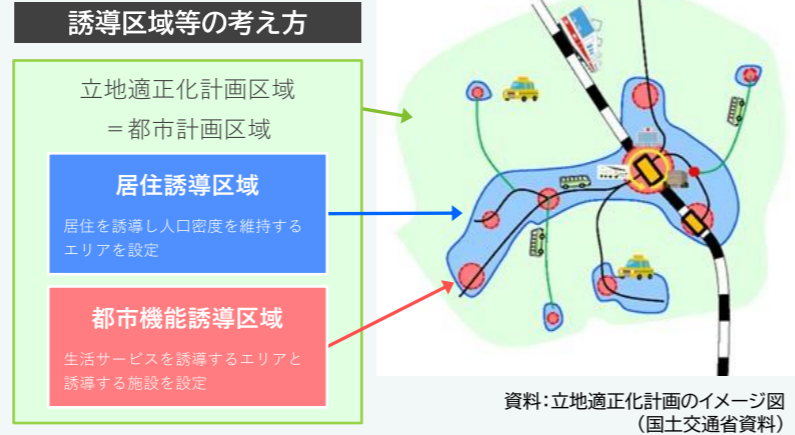 誘導区域等の考え方
立地適正化計画区域
＝都市計画区域
居住誘導区域
居住を誘導し人口密度を維持する
エリアを設定
都市機能誘導区域
生活サービスを誘導するエリアと
誘導する施設を設定
資料：立地適正化計画のイメージ図
（国土交通省資料）